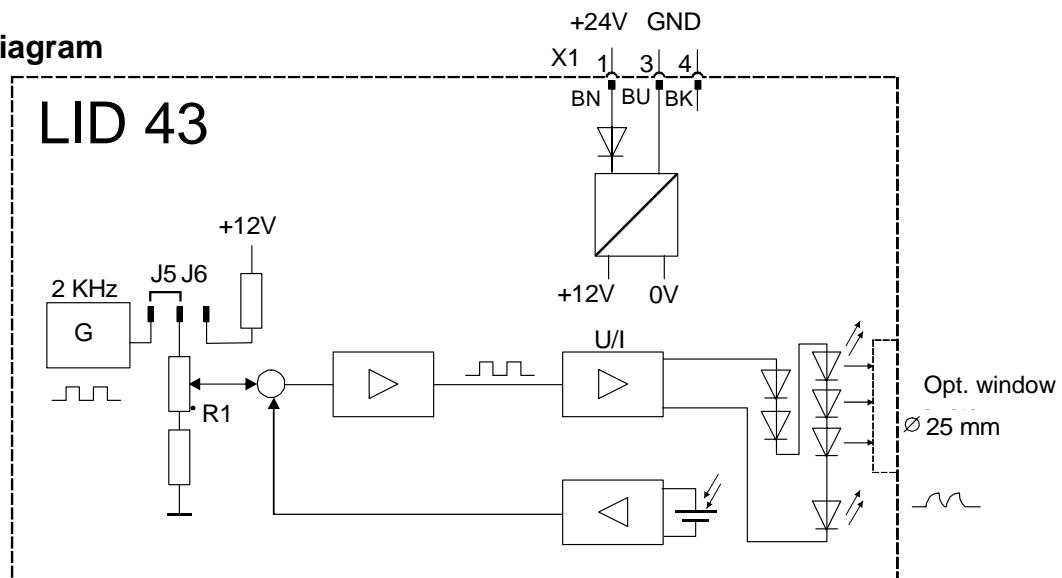 +24V GND
iagram
X1 1 3 4
BN BU BK
LID 43
+12V
J5 J6
2 KHz
G
+12V 0V
U/I
R1
Opt. window
Ø 25 mm